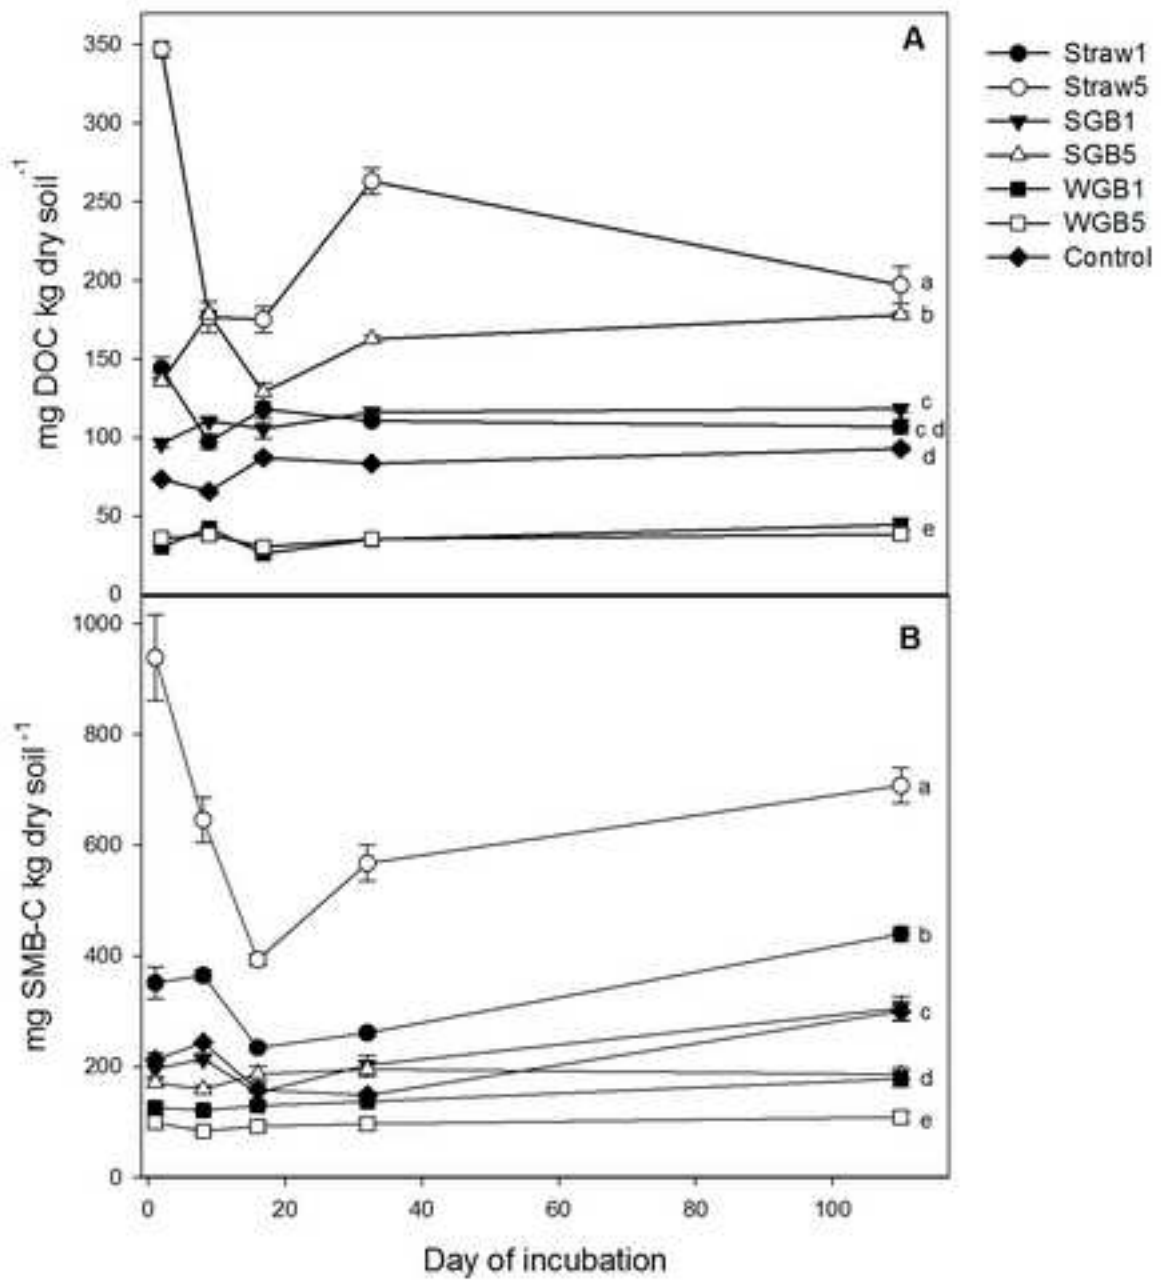 A
350
300
250
200
150
100
50
0
mg DOC kg dry soil-1
a
b
c
c d
d
e
Straw1
Straw5
SGB1
SGB5
WGB1
WGB5
Control
B
1000
800
600
400
200
0
mg SMB-C kg dry soil-1
a
b
c
d
e
0 20 40 60 80 100
Day of incubation